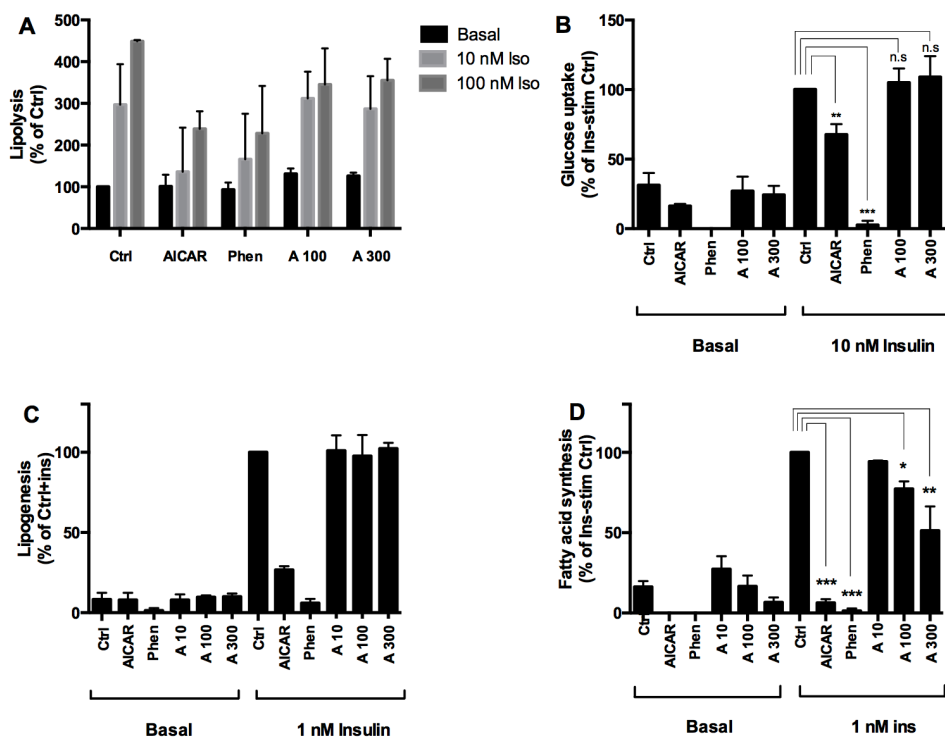 A
Lipolysis
(% of Ctrl)
500
400
300
200
100
0
Ctrl
AICAR
Phen
A 100
A 300
Basal
10 nM Iso
100 nM Iso
B
Glucose uptake
(% of Ins-stim Ctrl)
150
100
50
0
**
***
n.s
n.s
Ctrl
AICAR
Phen
A 100
A 300
Ctrl
AICAR
Phen
A 100
A 300
Basal
10 nM Insulin
C
Lipogenesis
(% of Ctrl+ins)
100
50
0
Ctrl
AICAR
Phen
A 10
A 100
A 300
Ctrl
AICAR
Phen
A 10
A 100
A 300
Basal
1 nM Insulin
D
Fatty acid synthesis
(% of Ins-stim Ctrl)
100
50
0
***
***
*
**
Ctrl
AICAR
Phen
A 10
A 100
A 300
Ctrl
AICAR
Phen
A 10
A 100
A 300
Basal
1 nM ins